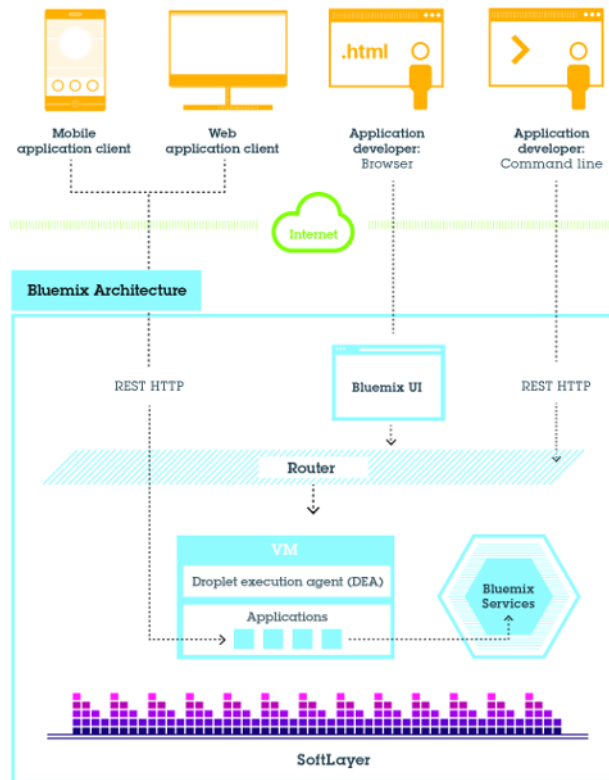 .html
Mobile
application client
Web
application client
Application
developer:
Browser
Application
developer:
Command line
Internet
Bluemix Architecture
REST HTTP
Bluemix UI
REST HTTP
Router
VM
Droplet execution agent (DEA)
Applications
Bluemix
Services
SoftLayer